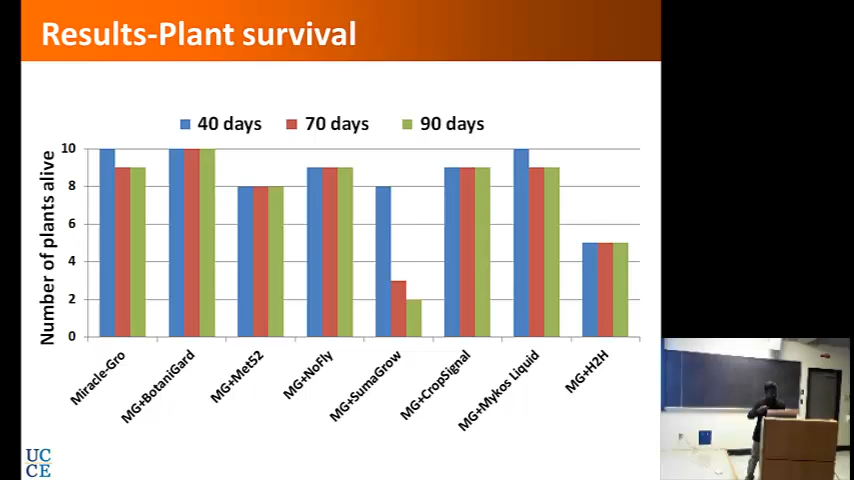 Results-Plant survival
40 days 70 days 90 days
Number of plants alive
10
8
6
4
2
0
Miracle-Gro
MG+BotaniGard
MG+Met52
MG+NoFly
MG+SumaGrow
MG+CropSignal
MG+Mykos Liquid
MG+H2H
UC
CE